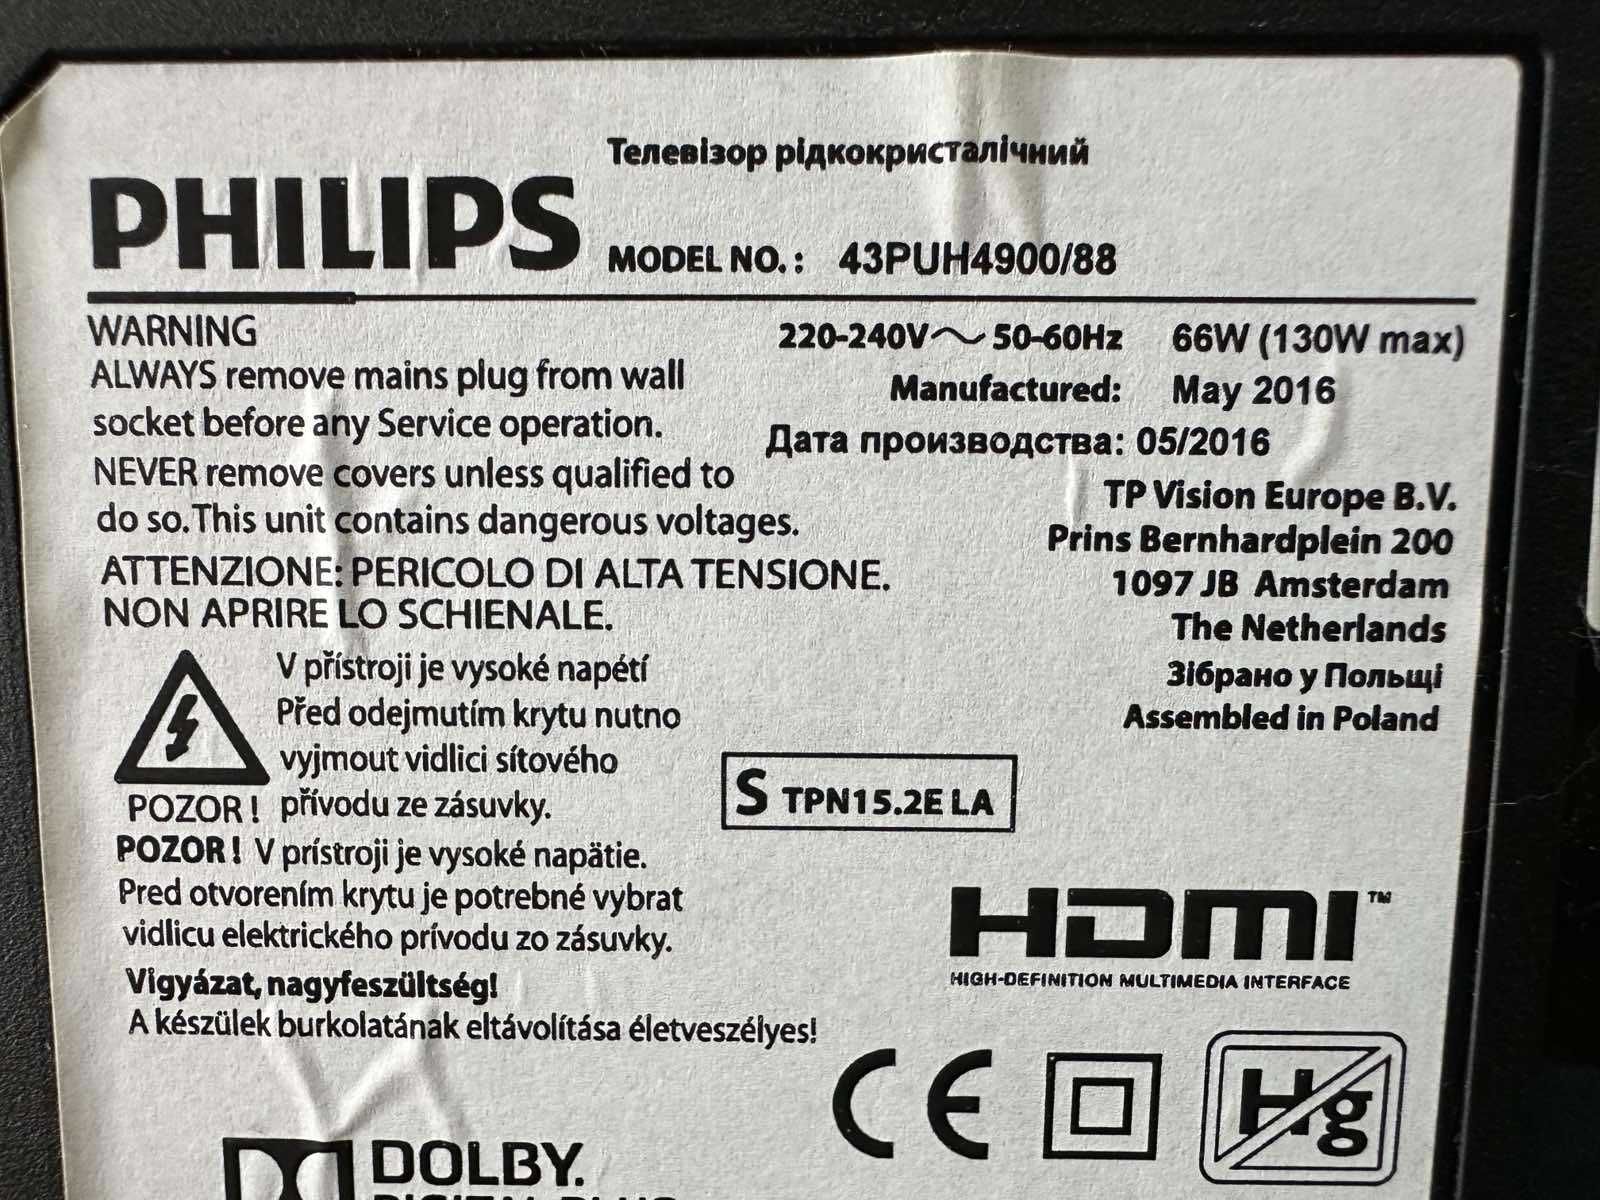 Телевізор рідкокристалічний
PHILIPS
MODEL NO. : 43PUH4900/88
WARNING
ALWAYS remove mains plug from wall
socket before any Service operation.
NEVER remove covers unless qualified to
do so. This unit contains dangerous voltages.
ATTENZIONE: PERICOLO DI ALTA TENSIONE.
NON APRIRE LO SCHIENALE.
220-240V～ 50-60Hz 66W (130W max)
Manufactured: May 2016
Дата производства: 05/2016
TP Vision Europe B.V.
Prins Bernhardplein 200
1097 JB Amsterdam
The Netherlands
Зібрано у Польщі
Assembled in Poland
V přístroji je vysoké napétí
Před odejmutím krytu nutno
vyjmout vidlici sítového
přívodu ze zásuvky.
POZOR !
POZOR ! V prístroji je vysoké napätie.
Pred otvorením krytu je potrebné vybrat
vidlicu elektrického prívodu zo zásuvky.
Vigyázat, nagyfeszültség!
A készülek burkolatának eltávolítása életveszélyes!
S TPN15.2E LA
HDMI™
HIGH-DEFINITION MULTIMEDIA INTERFACE
CE
Hg
DOLBY.
DIGITAL PLUS